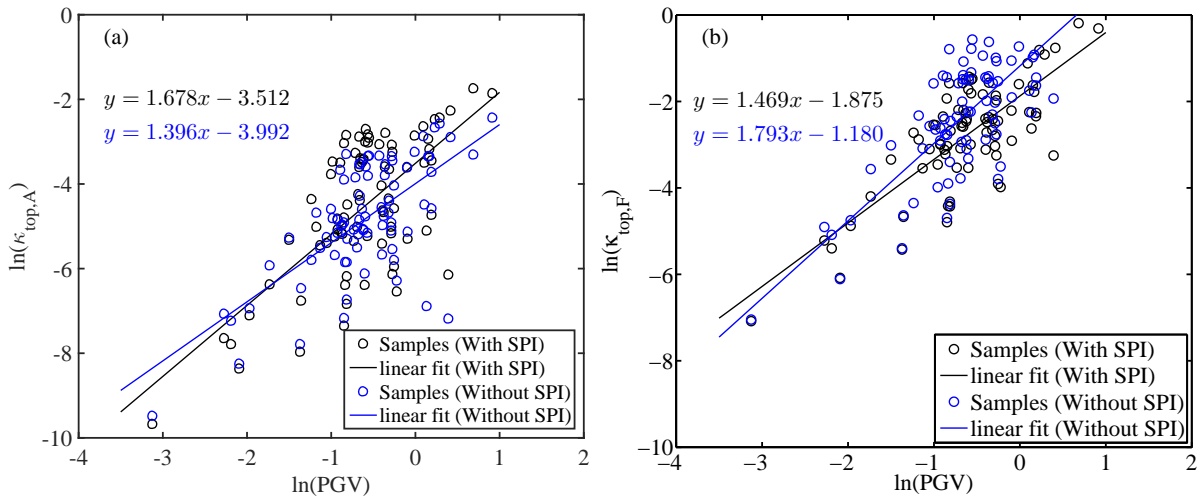 (a)
y = 1.678x − 3.512
y = 1.396x − 3.992
ln(κtop,A)
0
-2
-4
-6
-8
-10
-4
-3
-2
-1
0
1
2
ln(PGV)
Samples (With SPI)
linear fit (With SPI)
Samples (Without SPI)
linear fit (Without SPI)
(b)
y = 1.469x − 1.875
y = 1.793x − 1.180
ln(κtop,F)
0
−2
−4
−6
−8
−10
−4
−3
−2
−1
0
1
2
ln(PGV)
Samples (With SPI)
linear fit (With SPI)
Samples (Without SPI)
linear fit (Without SPI)